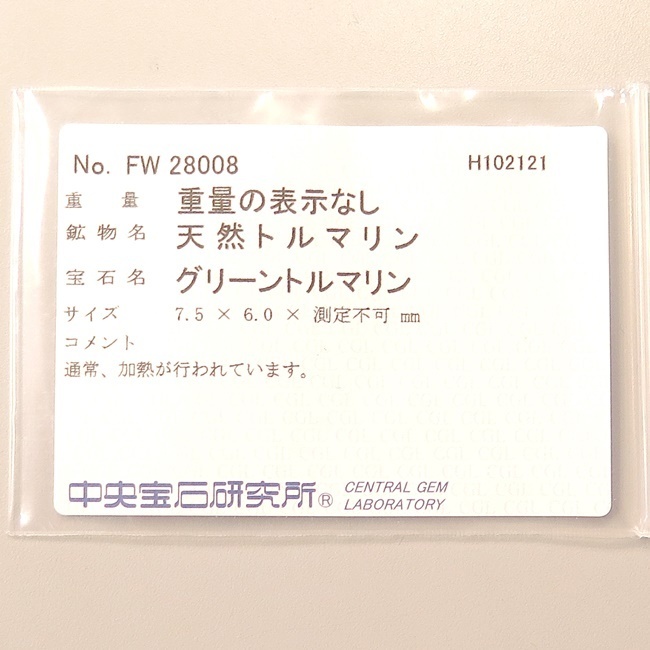 No. FW 28008 H102121
重量 重量の表示なし
鉱物名 天然トルマリン
宝石名 グリーントルマリン
サイズ 7.5 × 6.0 × 測定不可 mm
コメント
通常、加熱が行われています。
中央宝石研究所® CENTRAL GEM
LABORATORY